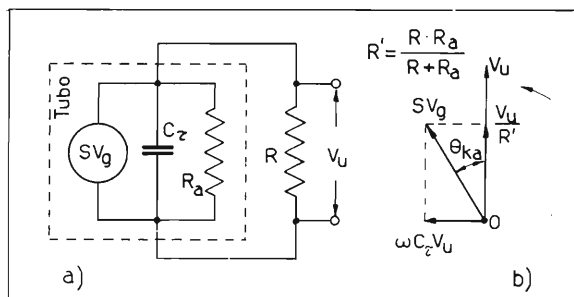 Tubo
SVg
Cτ
Ra
R
Vu
a)
R' = R · Ra / R + Ra
Vu
SVg
Vu / R'
θka
ωCτVu
O
b)